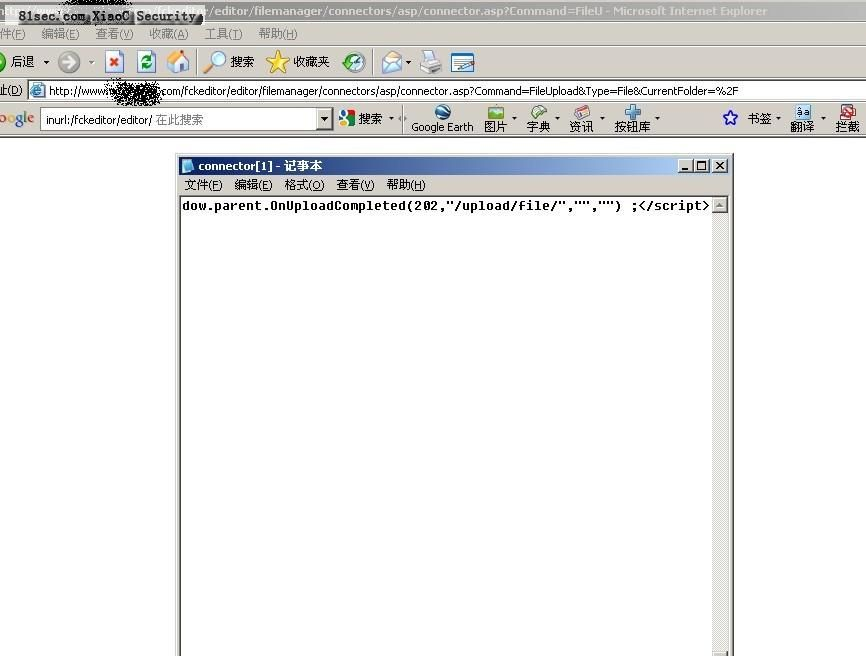 /editor/filemanager/connectors/asp/connector.asp?Command=FileU - Microsoft Internet Explorer
81sec.com XiaoC Security
件(F) 编辑(E) 查看(V) 收藏(A) 工具(T) 帮助(H)
后退 搜索 收藏夹
址(D) http://www. com/fckeditor/editor/filemanager/connectors/asp/connector.asp?Command=FileUpload&Type=File&CurrentFolder=%2F
oogle inurl:/fckeditor/editor/ 在此搜索 搜索 Google Earth 图片 字典 资讯 按钮库 书签 翻译 拦截
connector[1] - 记事本
文件(F) 编辑(E) 格式(O) 查看(V) 帮助(H)
dow.parent.OnUploadCompleted(202,"/upload/file/","","") ;</script>